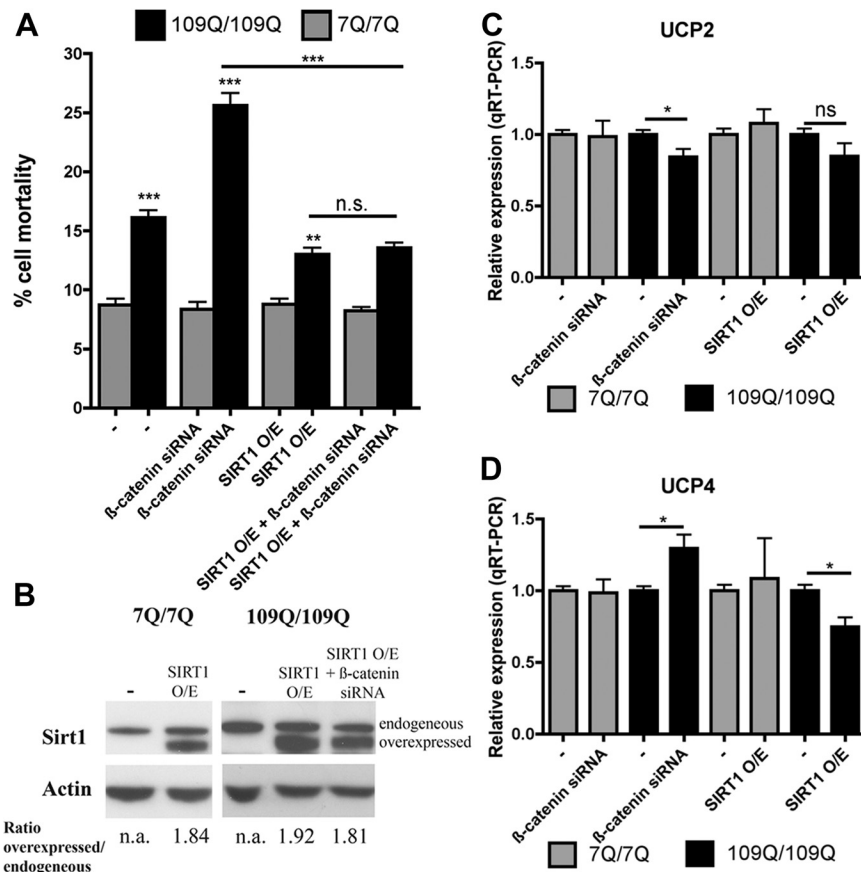 A
109Q/109Q 7Q/7Q
% cell mortality
30
25
20
15
10
5
0
***
***
***
**
n.s.
-
-
ß-catenin siRNA
ß-catenin siRNA
SIRT1 O/E
SIRT1 O/E
SIRT1 O/E + ß-catenin siRNA
SIRT1 O/E + ß-catenin siRNA
B
7Q/7Q 109Q/109Q
-
SIRT1
O/E
-
SIRT1
O/E
SIRT1 O/E
+ ß-catenin
siRNA
Sirt1
endogeneous
overexpressed
Actin
Ratio
overexpressed/
endogeneous
n.a. 1.84 n.a. 1.92 1.81
C
UCP2
Relative expression (qRT-PCR)
1.5
1.0
0.5
0.0
*
ns
-
ß-catenin siRNA
-
ß-catenin siRNA
-
SIRT1 O/E
-
SIRT1 O/E
7Q/7Q 109Q/109Q
D
UCP4
Relative expression (qRT-PCR)
1.5
1.0
0.5
0.0
*
*
-
ß-catenin siRNA
-
ß-catenin siRNA
-
SIRT1 O/E
-
SIRT1 O/E
7Q/7Q 109Q/109Q